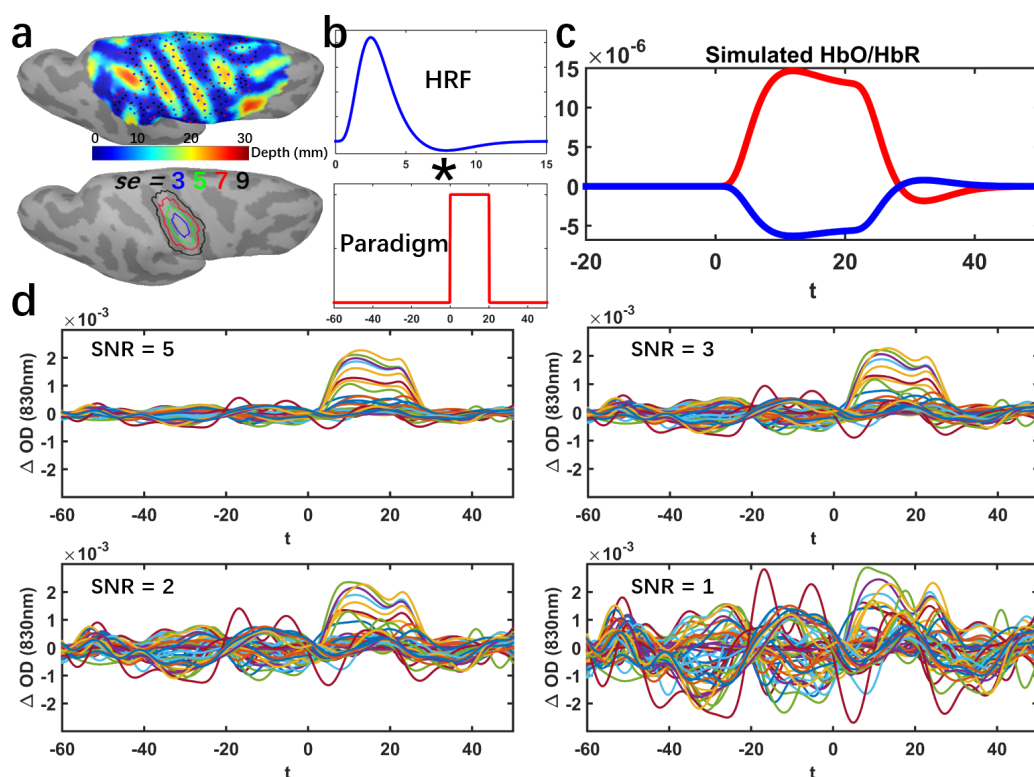 a
0 10 20 30
Depth (mm)
se = 3 5 7 9
b
HRF
0 5 10 15
*
Paradigm
-60 -40 -20 0 20 40
c
Simulated HbO/HbR
×10⁻⁶
15
10
5
0
-5
-20 0 20 40
t
d
×10⁻³
SNR = 5
Δ OD (830nm)
2
1
0
-1
-2
-60 -40 -20 0 20 40
t
×10⁻³
SNR = 3
Δ OD (830nm)
2
1
0
-1
-2
-60 -40 -20 0 20 40
t
×10⁻³
SNR = 2
Δ OD (830nm)
2
1
0
-1
-2
-60 -40 -20 0 20 40
t
×10⁻³
SNR = 1
Δ OD (830nm)
2
1
0
-1
-2
-60 -40 -20 0 20 40
t